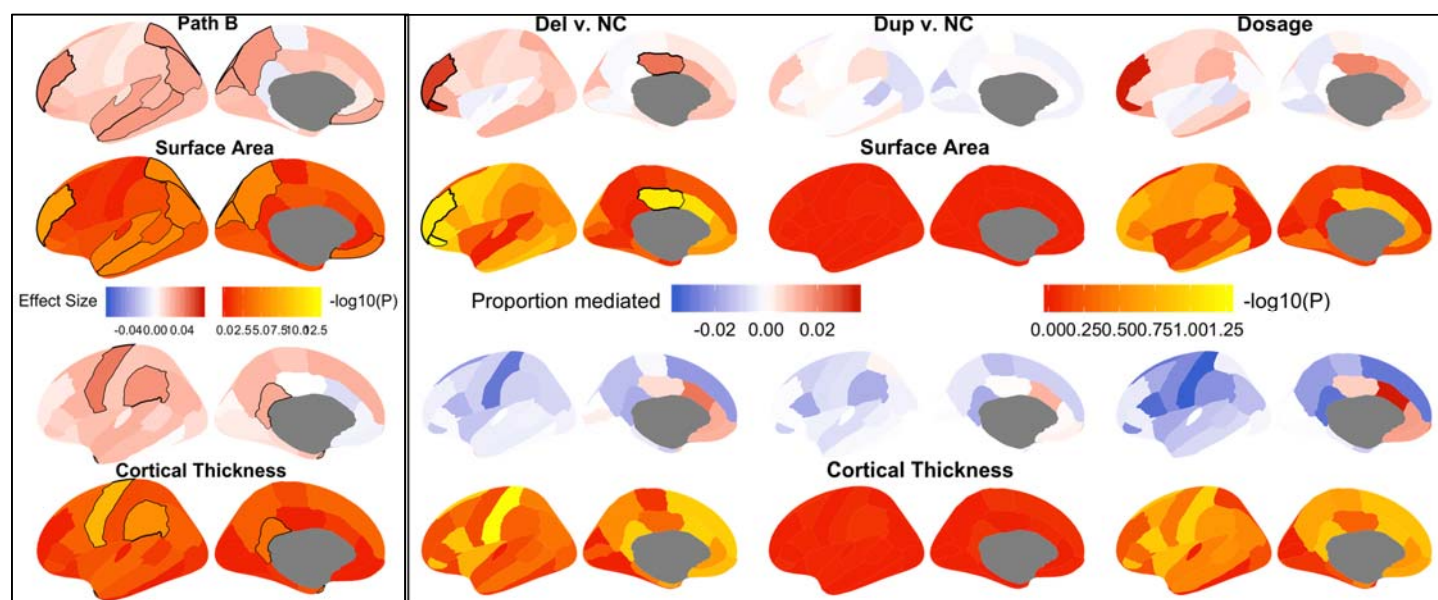 Path B
Del v. NC
Dup v. NC
Dosage
Surface Area
Surface Area
Effect Size
-0.040.00 0.04
0.02.55.07.510.012.5
-log10(P)
Proportion mediated
-0.02 0.00 0.02
0.000.250.500.751.001.25
-log10(P)
Cortical Thickness
Cortical Thickness